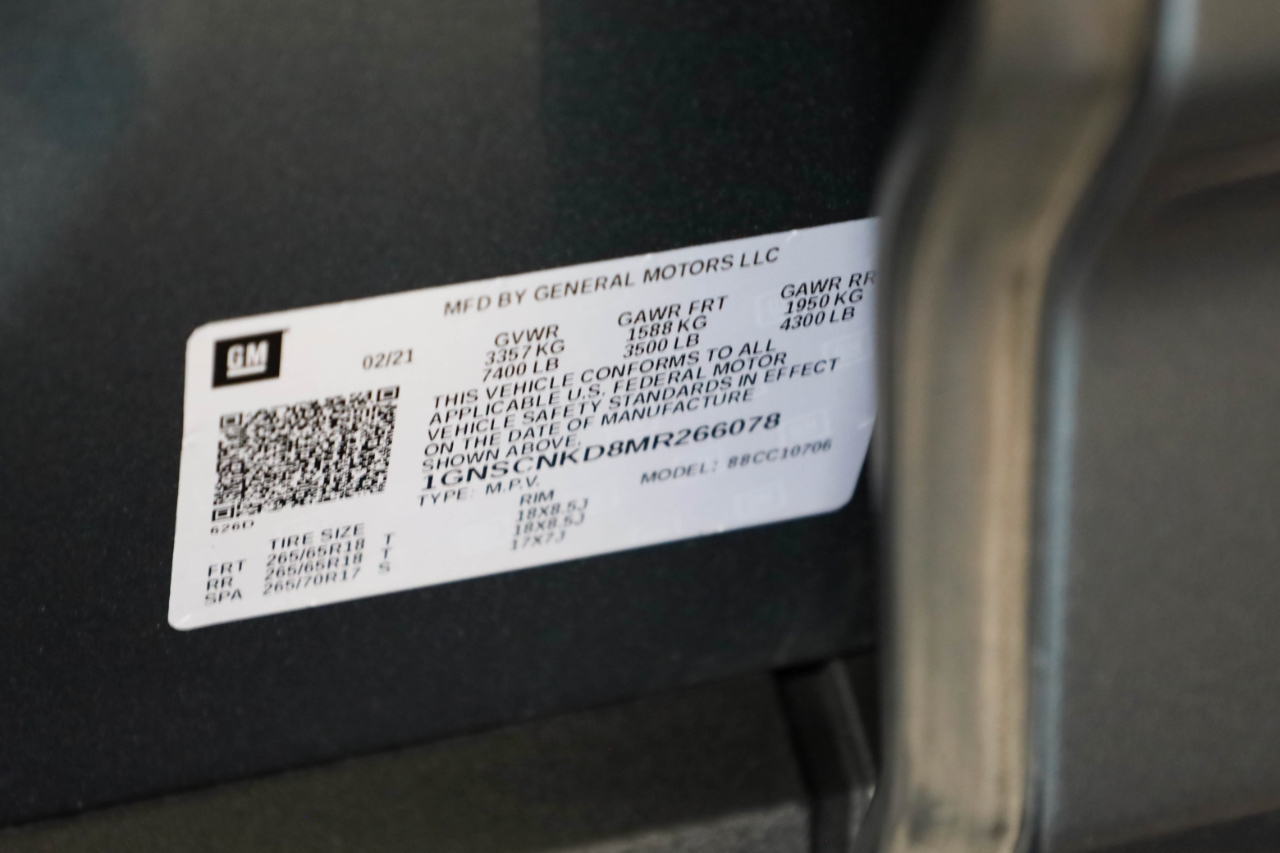 MFD BY GENERAL MOTORS LLC
GM
02/21
GVWR GAWR FRT GAWR RR
3357 KG 1588 KG 1950 KG
7400 LB 3500 LB 4300 LB
THIS VEHICLE CONFORMS TO ALL
APPLICABLE U.S. FEDERAL MOTOR
VEHICLE SAFETY STANDARDS IN EFFECT
ON THE DATE OF MANUFACTURE
SHOWN ABOVE.
1GNSCNKD8MR266078
TYPE: M.P.V. MODEL: 88CC10706
626D
TIRE SIZE RIM
FRT 265/65R18 T 18X8.5J
RR 265/65R18 T 18X8.5J
SPA 265/70R17 S 17X7J